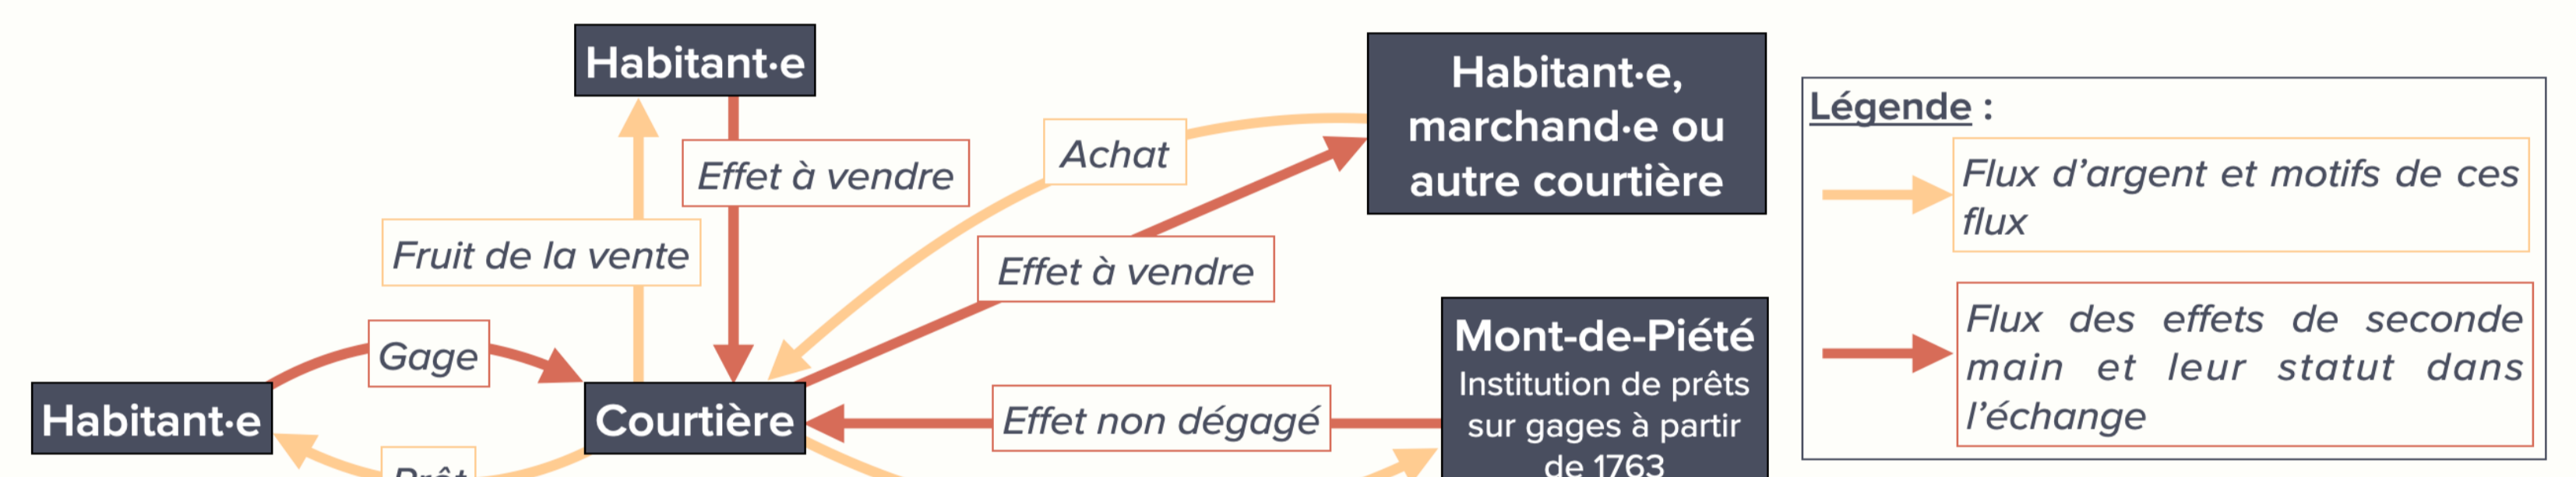 Habitant·e
Habitant·e,
marchand·e ou
autre courtière
Légende :
Achat
Effet à vendre
Flux d'argent et motifs de ces
flux
Fruit de la vente
Effet à vendre
Flux des effets de seconde
main et leur statut dans
l'échange
Gage
Mont-de-Piété
Institution de prêts
sur gages à partir
de 1763
Habitant·e
Courtière
Effet non dégagé
Prêt